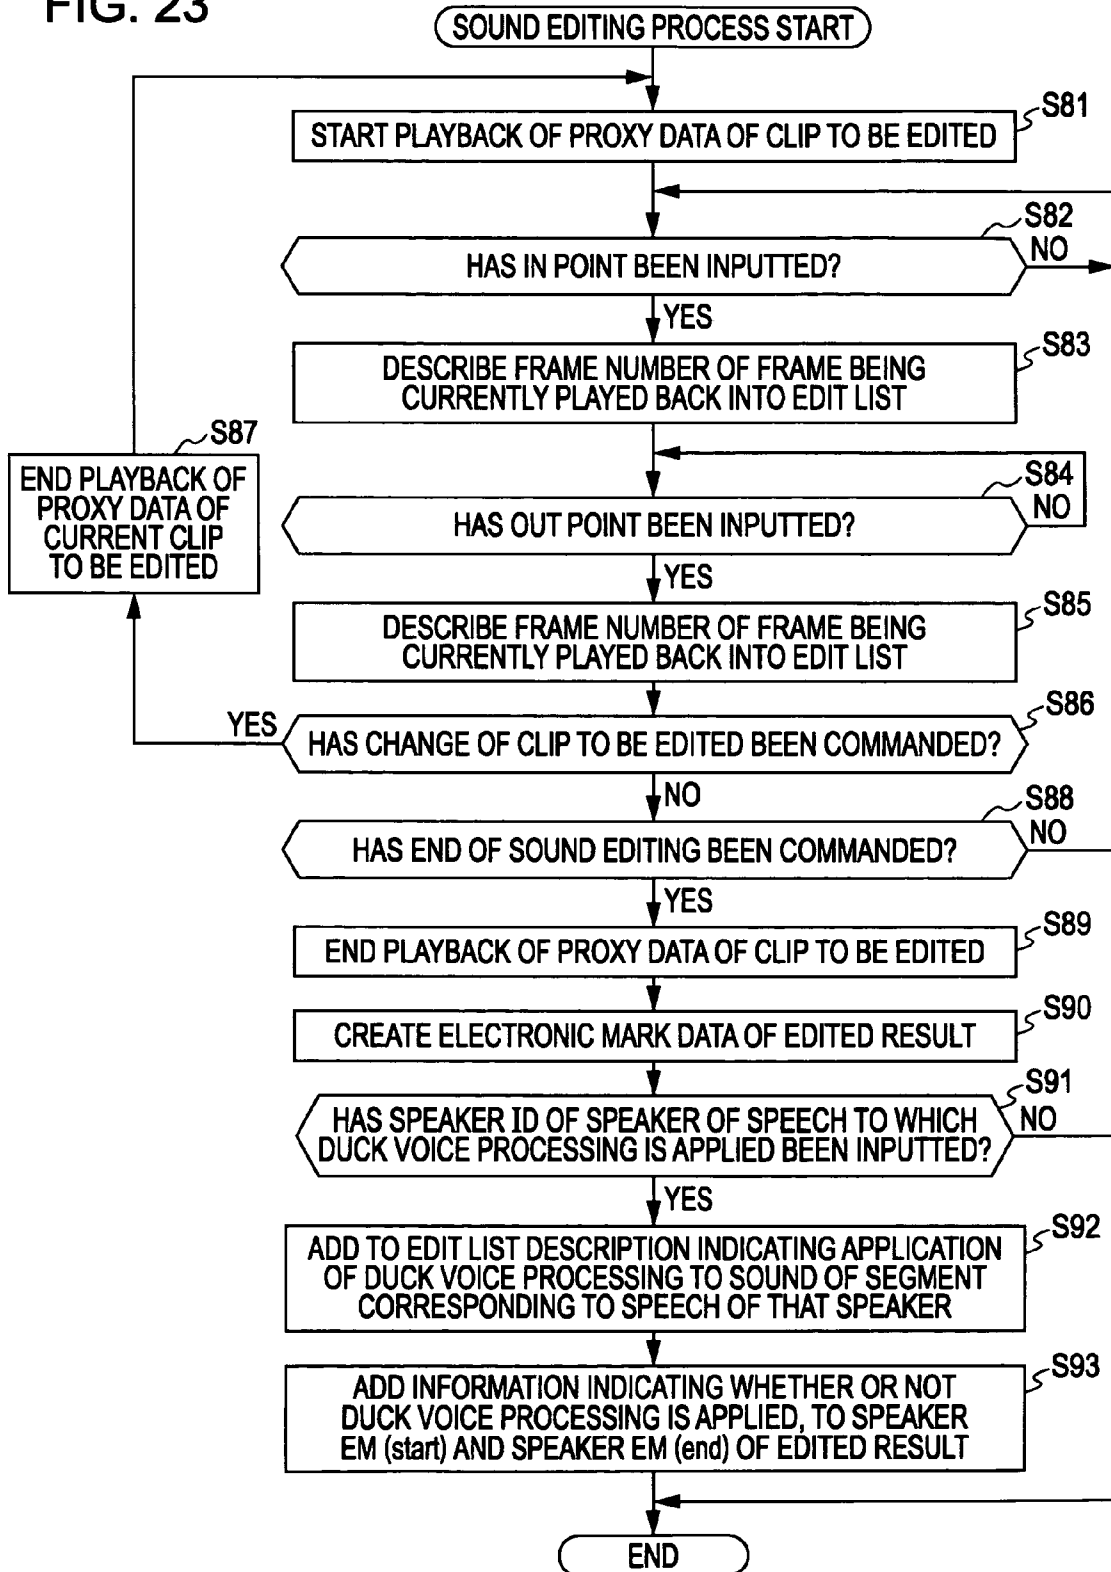 FIG. 23
SOUND EDITING PROCESS START
S81
START PLAYBACK OF PROXY DATA OF CLIP TO BE EDITED
S82
HAS IN POINT BEEN INPUTTED?
NO
YES
S83
DESCRIBE FRAME NUMBER OF FRAME BEING
CURRENTLY PLAYED BACK INTO EDIT LIST
S87
END PLAYBACK OF
PROXY DATA OF
CURRENT CLIP
TO BE EDITED
S84
HAS OUT POINT BEEN INPUTTED?
NO
YES
S85
DESCRIBE FRAME NUMBER OF FRAME BEING
CURRENTLY PLAYED BACK INTO EDIT LIST
S86
YES
HAS CHANGE OF CLIP TO BE EDITED BEEN COMMANDED?
NO
S88
HAS END OF SOUND EDITING BEEN COMMANDED?
NO
YES
S89
END PLAYBACK OF PROXY DATA OF CLIP TO BE EDITED
S90
CREATE ELECTRONIC MARK DATA OF EDITED RESULT
S91
HAS SPEAKER ID OF SPEAKER OF SPEECH TO WHICH
DUCK VOICE PROCESSING IS APPLIED BEEN INPUTTED?
NO
YES
S92
ADD TO EDIT LIST DESCRIPTION INDICATING APPLICATION
OF DUCK VOICE PROCESSING TO SOUND OF SEGMENT
CORRESPONDING TO SPEECH OF THAT SPEAKER
S93
ADD INFORMATION INDICATING WHETHER OR NOT
DUCK VOICE PROCESSING IS APPLIED, TO SPEAKER
EM (start) AND SPEAKER EM (end) OF EDITED RESULT
END